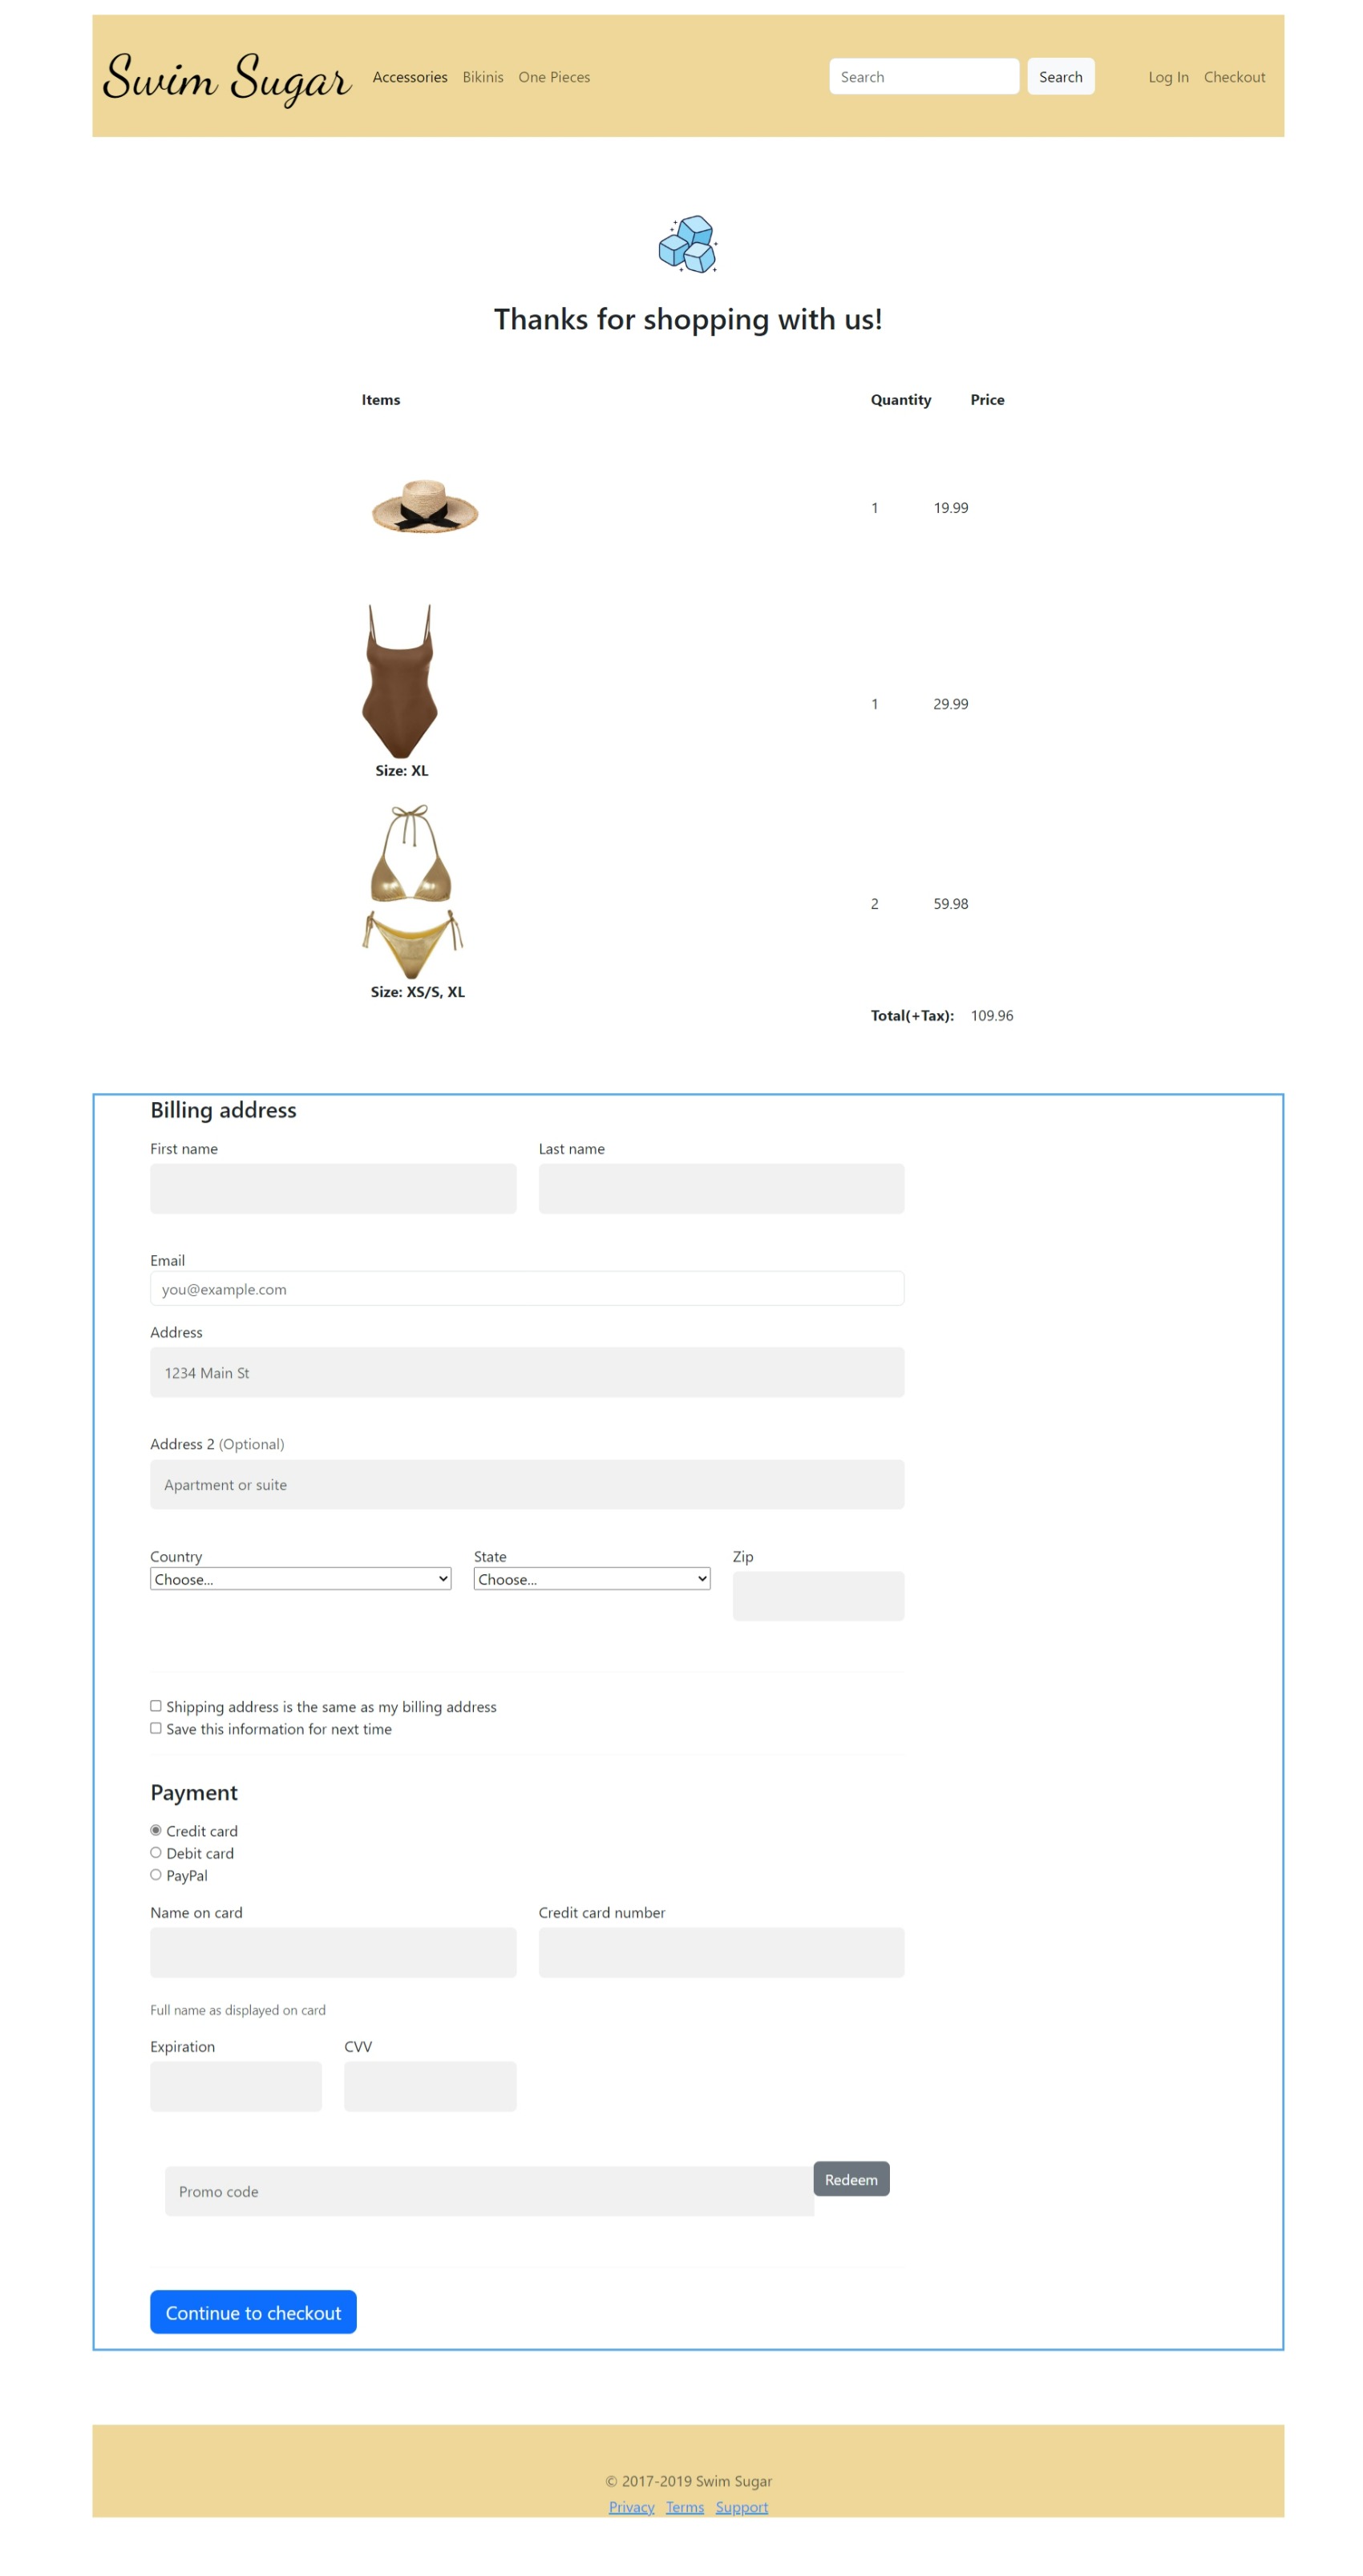 Swim Sugar Accessories Bikinis One Pieces Search Search Log In Checkout
Thanks for shopping with us!
Items Quantity Price
1 19.99
1 29.99
Size: XL
2 59.98
Size: XS/S, XL
Total(+Tax): 109.96
Billing address
First name Last name
Email
you@example.com
Address
1234 Main St
Address 2 (Optional)
Apartment or suite
Country State Zip
Choose... Choose...
Shipping address is the same as my billing address
Save this information for next time
Payment
Credit card
Debit card
PayPal
Name on card Credit card number
Full name as displayed on card
Expiration CVV
Promo code Redeem
Continue to checkout
© 2017-2019 Swim Sugar
Privacy Terms Support